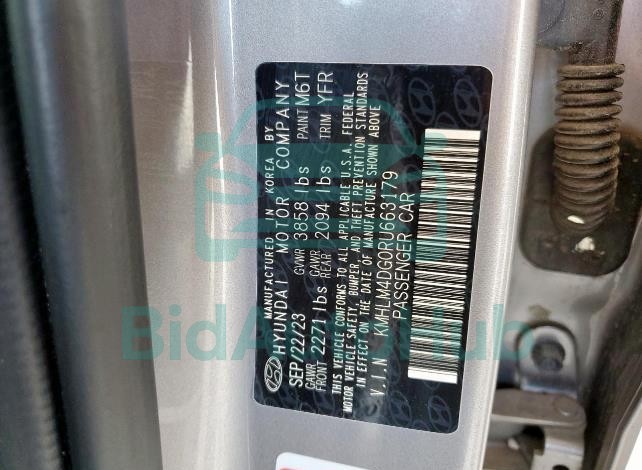 MANUFACTURED IN KOREA BY
HYUNDAI MOTOR COMPANY
SEP/22/23 GVWR 3858 lbs PAINT M6T
GAWR FRONT 2271 lbs GAWR REAR 2094 lbs TRIM YFR
THIS VEHICLE CONFORMS TO ALL APPLICABLE U.S.A. FEDERAL
MOTOR VEHICLE SAFETY, BUMPER, AND THEFT PREVENTION STANDARDS
IN EFFECT ON THE DATE OF MANUFACTURE SHOWN ABOVE
V.I.N KMHLM4DG0RU663179
PASSENGER CAR
BidAutoHub